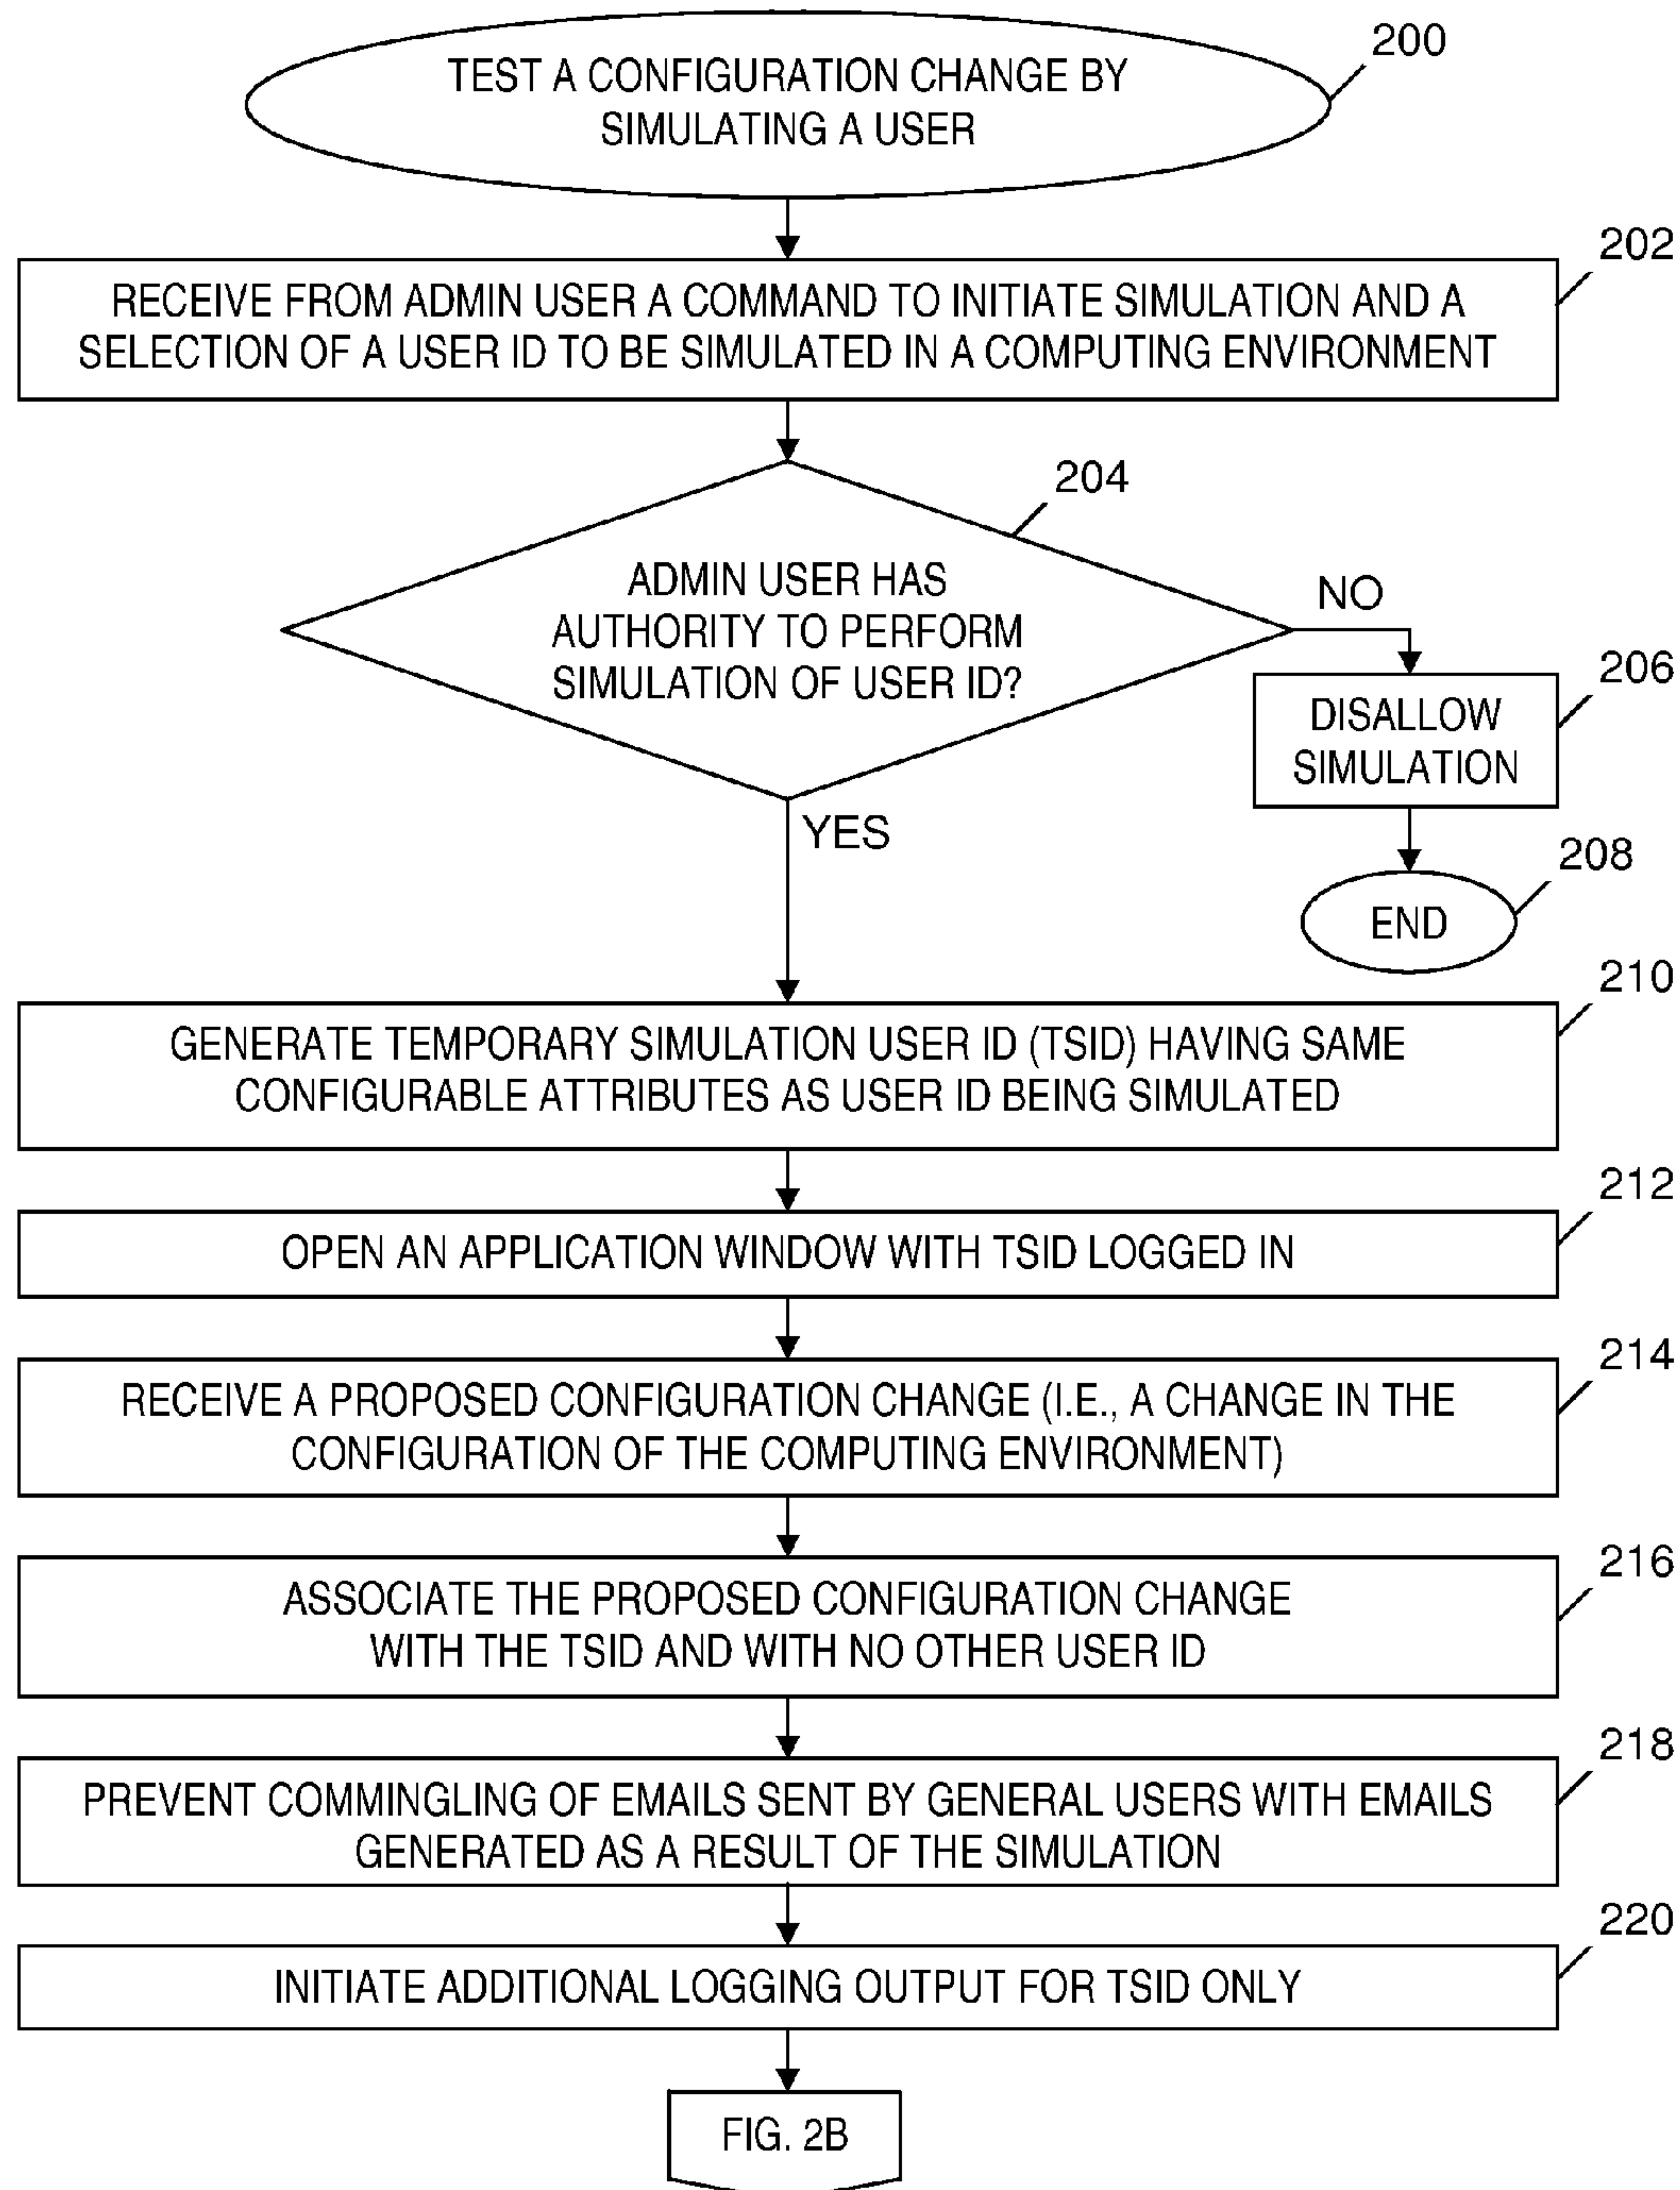 200
TEST A CONFIGURATION CHANGE BY
SIMULATING A USER
202
RECEIVE FROM ADMIN USER A COMMAND TO INITIATE SIMULATION AND A
SELECTION OF A USER ID TO BE SIMULATED IN A COMPUTING ENVIRONMENT
204
ADMIN USER HAS
AUTHORITY TO PERFORM
SIMULATION OF USER ID?
NO
206
DISALLOW
SIMULATION
YES
208
END
210
GENERATE TEMPORARY SIMULATION USER ID (TSID) HAVING SAME
CONFIGURABLE ATTRIBUTES AS USER ID BEING SIMULATED
212
OPEN AN APPLICATION WINDOW WITH TSID LOGGED IN
214
RECEIVE A PROPOSED CONFIGURATION CHANGE (I.E., A CHANGE IN THE
CONFIGURATION OF THE COMPUTING ENVIRONMENT)
216
ASSOCIATE THE PROPOSED CONFIGURATION CHANGE
WITH THE TSID AND WITH NO OTHER USER ID
218
PREVENT COMMINGLING OF EMAILS SENT BY GENERAL USERS WITH EMAILS
GENERATED AS A RESULT OF THE SIMULATION
220
INITIATE ADDITIONAL LOGGING OUTPUT FOR TSID ONLY
FIG. 2B